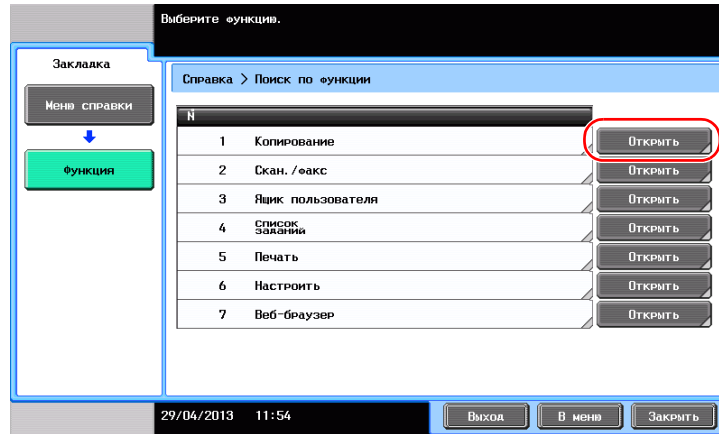 Выберите функцию.
Закладка
Справка > Поиск по функции
Меню справки
N
1 Копирование Открыть
Функция
2 Скан./факс Открыть
3 Ящик пользователя Открыть
4 Список
заданий Открыть
5 Печать Открыть
6 Настроить Открыть
7 Веб-браузер Открыть
29/04/2013 11:54
Выход В меню Закрыть